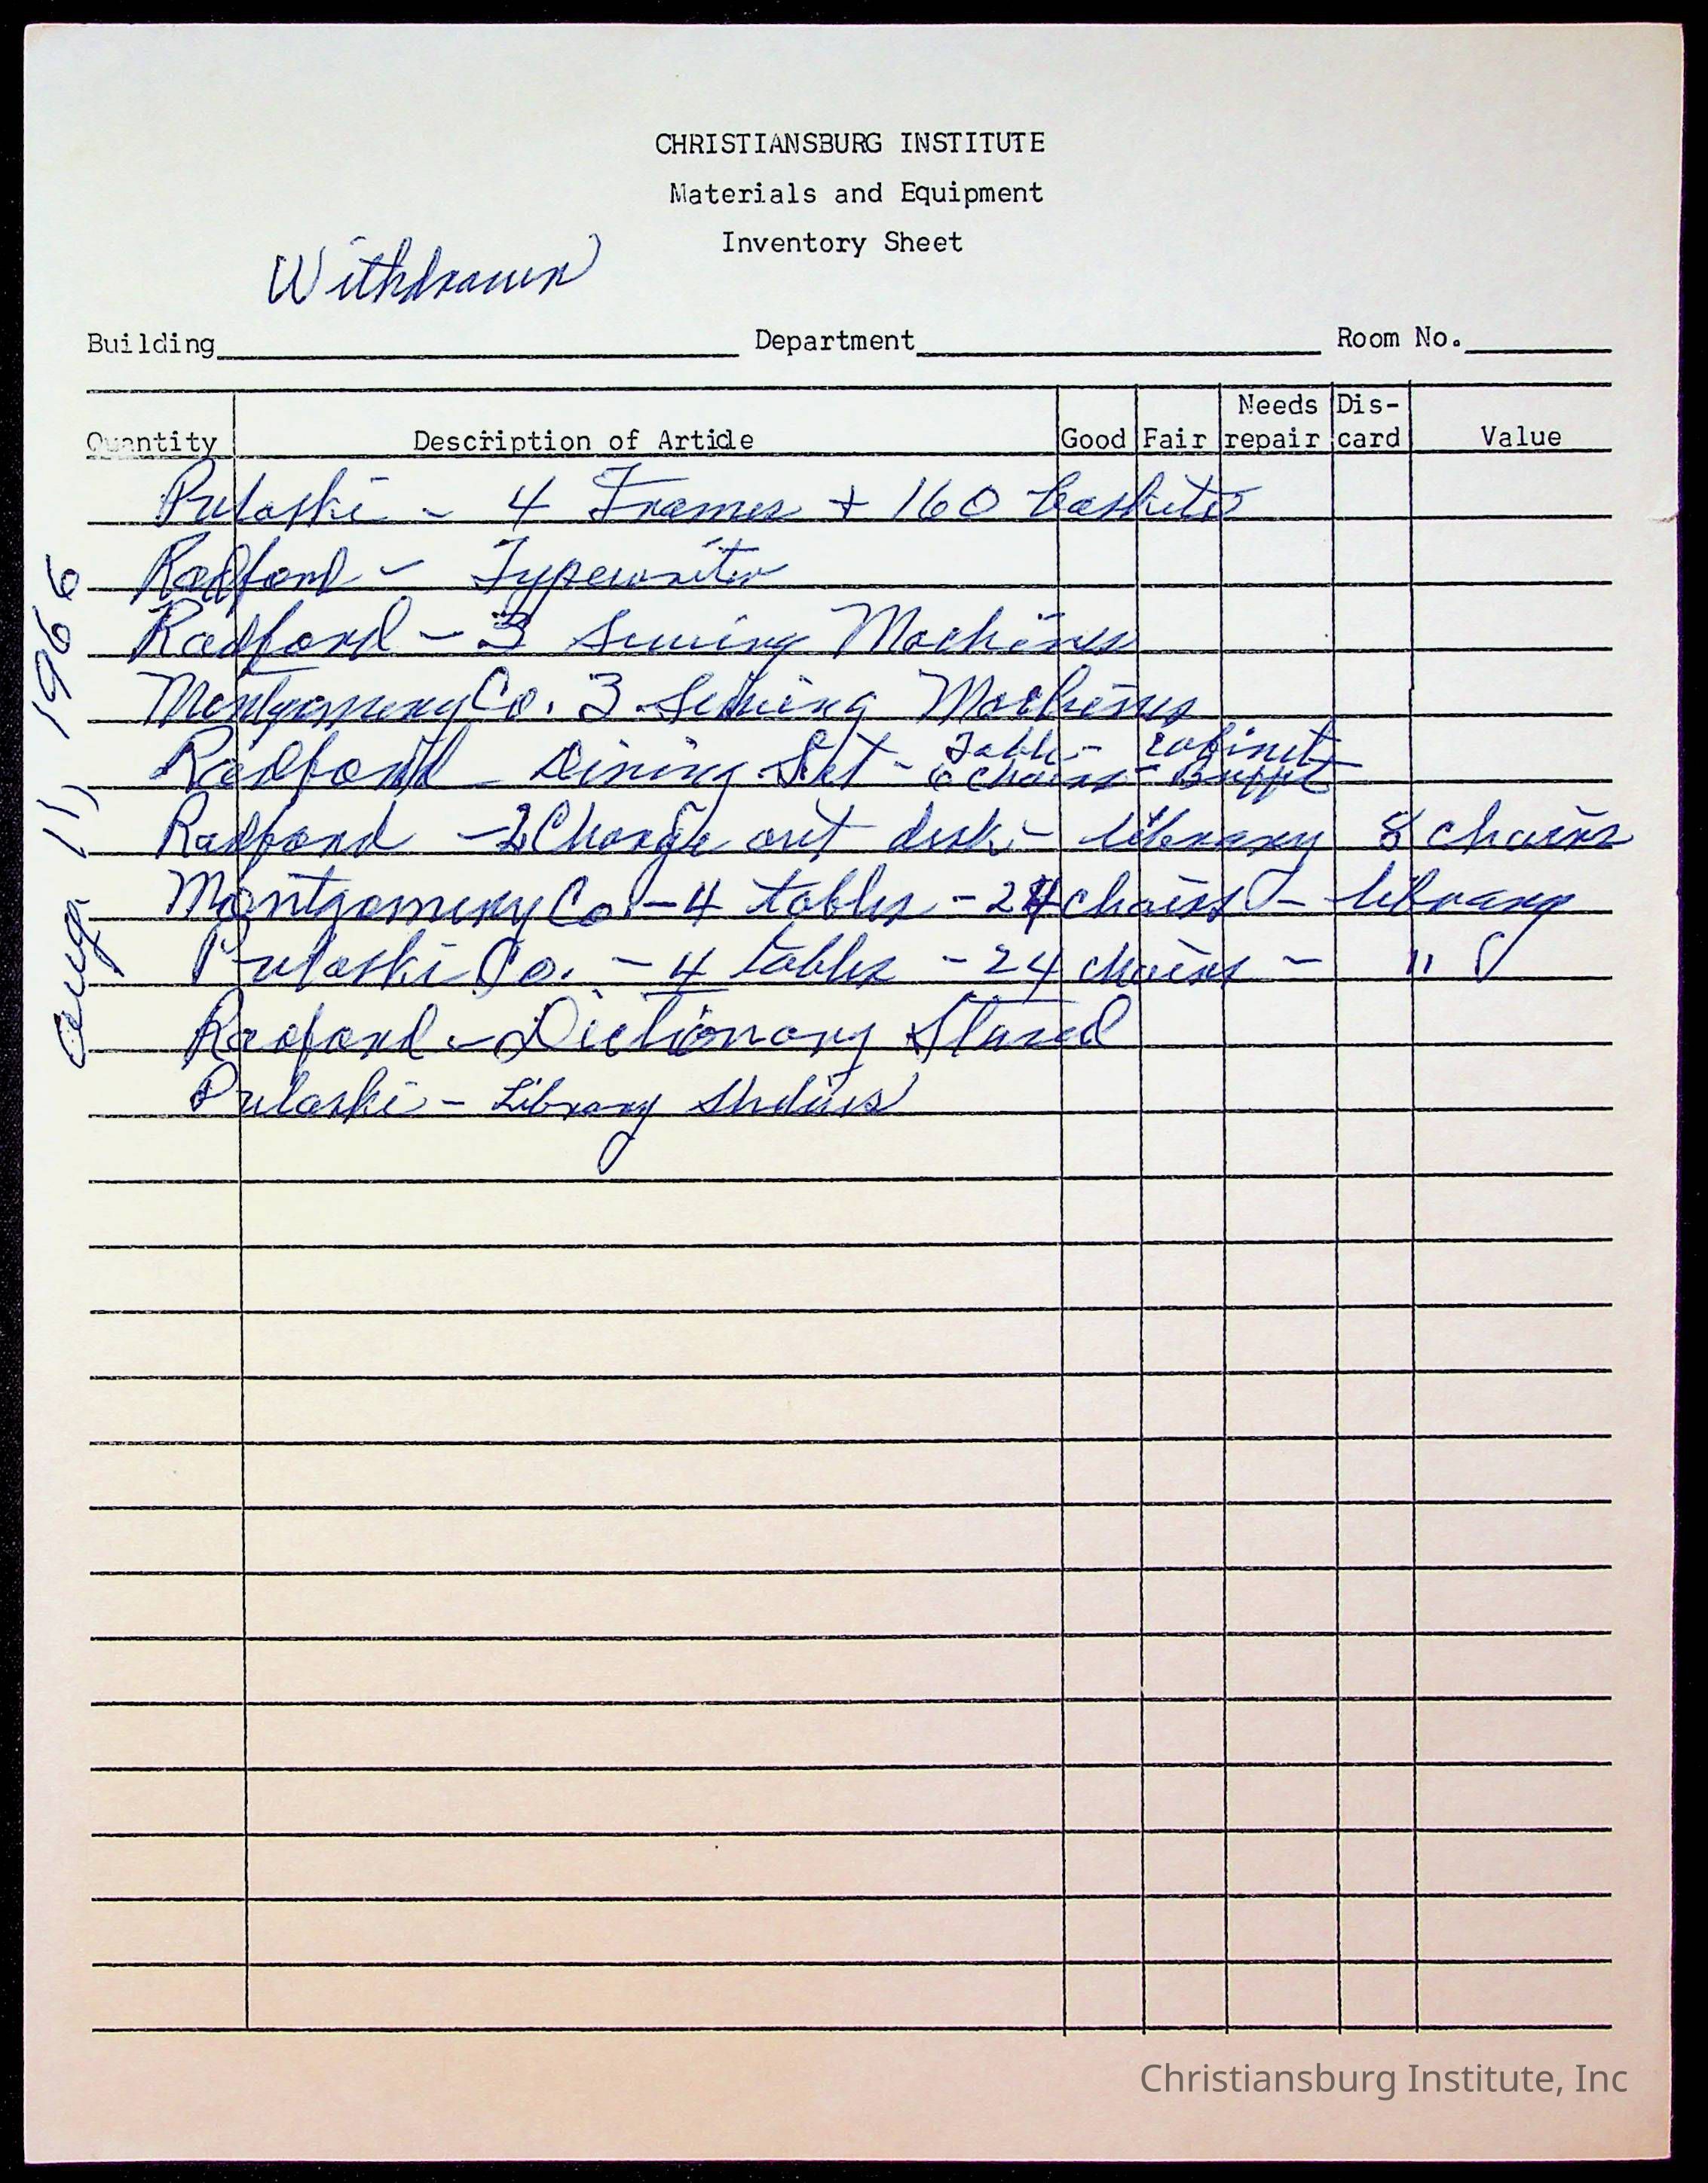 CHRISTIANSBURG INSTITUTE
Materials and Equipment
Inventory Sheet
Withdrawn
Building Department Room No.
Quantity Description of Article Good Fair Needs repair Dis-card Value
Pulaski - 4 Frames + 160 baskets
Radford - Typewriter
Radford - 3 Sewing Machines
Montgomery Co. 3 Sewing Machines
Radford - Dining Set - Table - Cabinet
6 Chairs - Buffet
Radford - Charge out desk - library 8 chairs
Montgomery Co. - 4 tables - 24 chairs - library
Pulaski Co. - 4 tables - 24 chairs - "
Radford - Dictionary Stand
Pulaski - Library Shelves
Aug 11, 1966
Christiansburg Institute, Inc